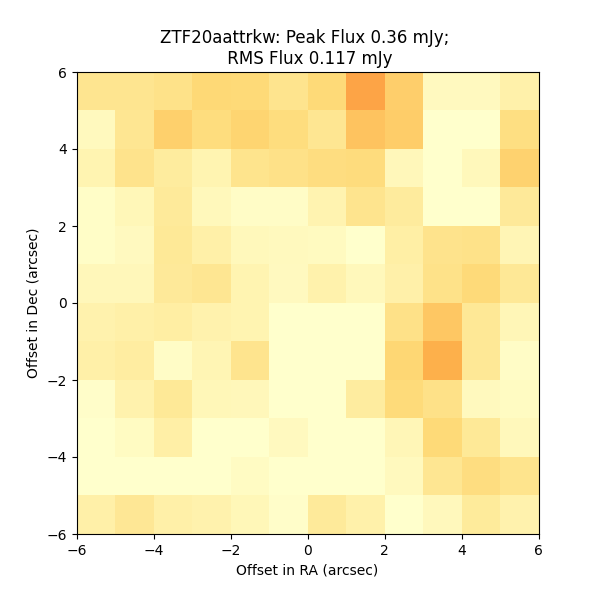 ZTF20aattrkw: Peak Flux 0.36 mJy;
RMS Flux 0.117 mJy
6
4
2
0
−2
−4
−6
Offset in Dec (arcsec)
−6 −4 −2 0 2 4 6
Offset in RA (arcsec)